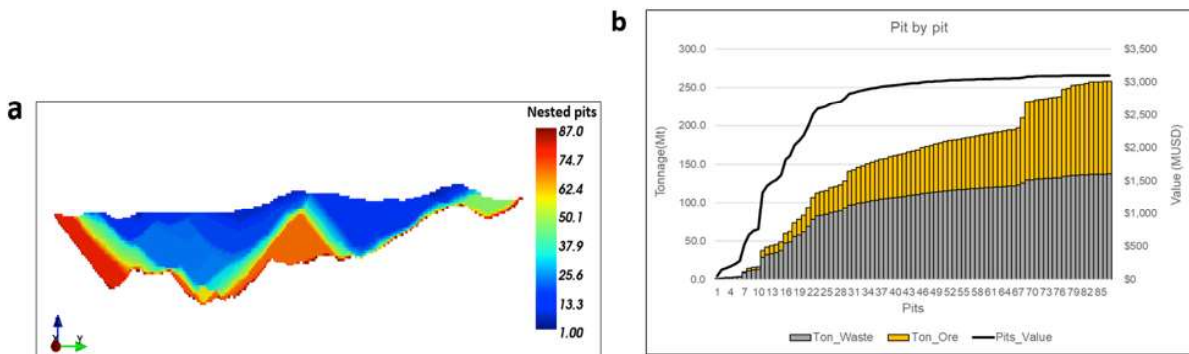 a
Nested pits
87.0
74.7
62.4
50.1
37.9
25.6
13.3
1.00
X Y
b
Pit by pit
300.0
250.0
200.0
150.0
100.0
50.0
0.0
Tonnage(Mt)
$3,500
$3,000
$2,500
$2,000
$1,500
$1,000
$500
$0
Value (MUSD)
1 4 7 10 13 16 19 22 25 28 31 34 37 40 43 46 49 52 55 58 61 64 67 70 73 76 79 82 85
Pits
Ton_Waste Ton_Ore Pits_Value